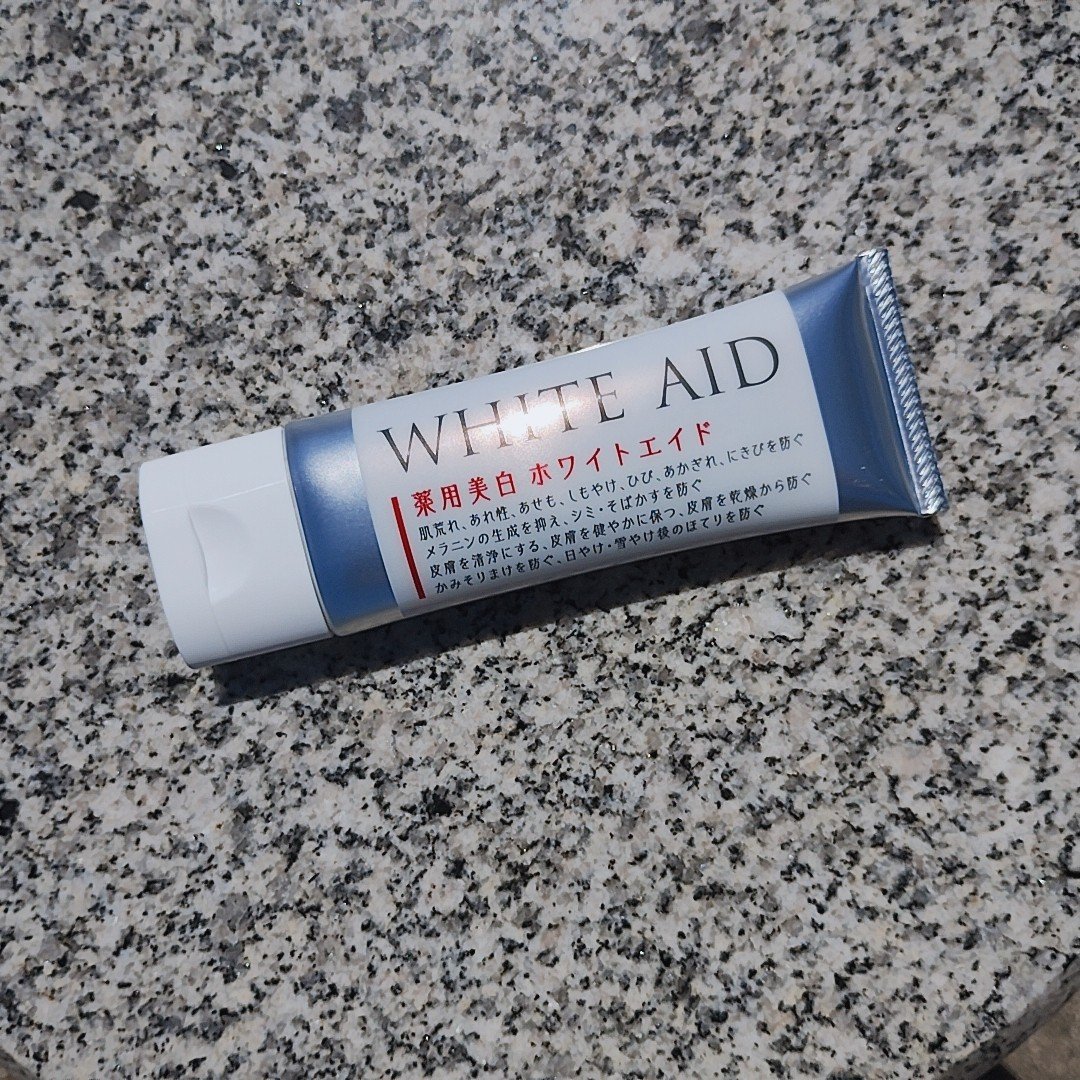 WHITE AID
薬用美白 ホワイトエイド
肌荒れ、あれ性、あせも、しもやけ、ひび、あかぎれ、にきびを防ぐ
メラニンの生成を抑え、シミ・そばかすを防ぐ
皮膚を清浄にする、皮膚を健やかに保つ、皮膚を乾燥から防ぐ
かみそりまけを防ぐ、日やけ・雪やけ後のほてりを防ぐ